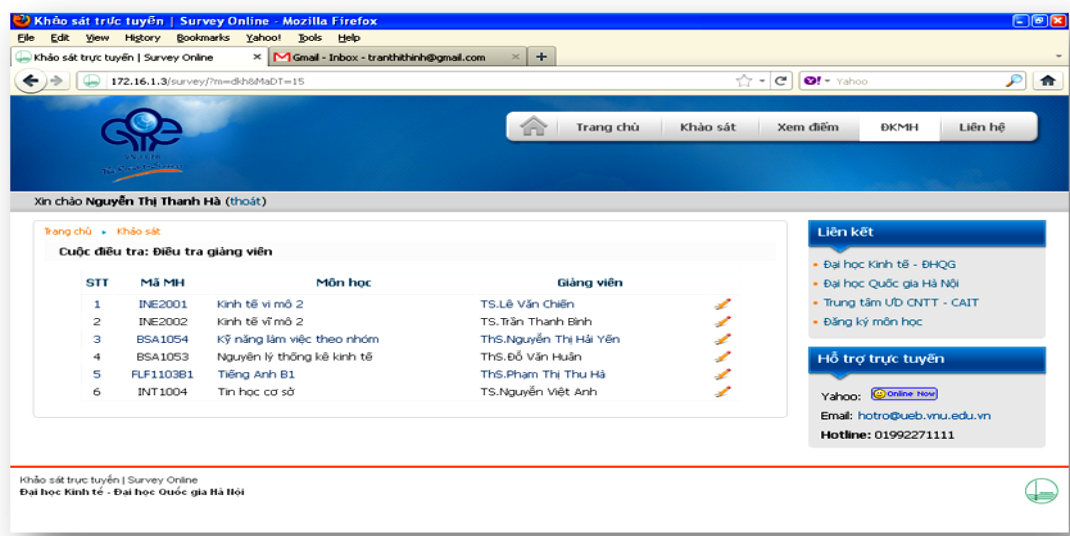 Khảo sát trực tuyến | Survey Online - Mozilla Firefox
File Edit View History Bookmarks Yahoo! Tools Help
Khảo sát trực tuyến | Survey Online × Gmail - Inbox - tranthithinh@gmail.com × +
172.16.1.3/survey/?m=dkh&MaDT=15 Yahoo
Trang chủ Khảo sát Xem điểm ĐKMH Liên hệ
Xin chào Nguyễn Thị Thanh Hà (thoát)
Trang chủ ▸ Khảo sát
Cuộc điều tra: Điều tra giảng viên
STT Mã MH Môn học Giảng viên
1 INE2001 Kinh tế vi mô 2 TS.Lê Văn Chiến
2 INE2002 Kinh tế vĩ mô 2 TS.Trần Thanh Bình
3 BSA1054 Kỹ năng làm việc theo nhóm ThS.Nguyễn Thị Hải Yến
4 BSA1053 Nguyên lý thống kê kinh tế ThS.Đỗ Văn Huân
5 FLF1103B1 Tiếng Anh B1 ThS.Phạm Thị Thu Hà
6 INT1004 Tin học cơ sở TS.Nguyễn Việt Anh
Liên kết
Đại học Kinh tế - ĐHQG
Đại học Quốc gia Hà Nội
Trung tâm ƯD CNTT - CAIT
Đăng ký môn học
Hỗ trợ trực tuyến
Yahoo: Online Now
Email: hotro@ueb.vnu.edu.vn
Hotline: 01992271111
Khảo sát trực tuyến | Survey Online
Đại học Kinh tế - Đại học Quốc gia Hà Nội